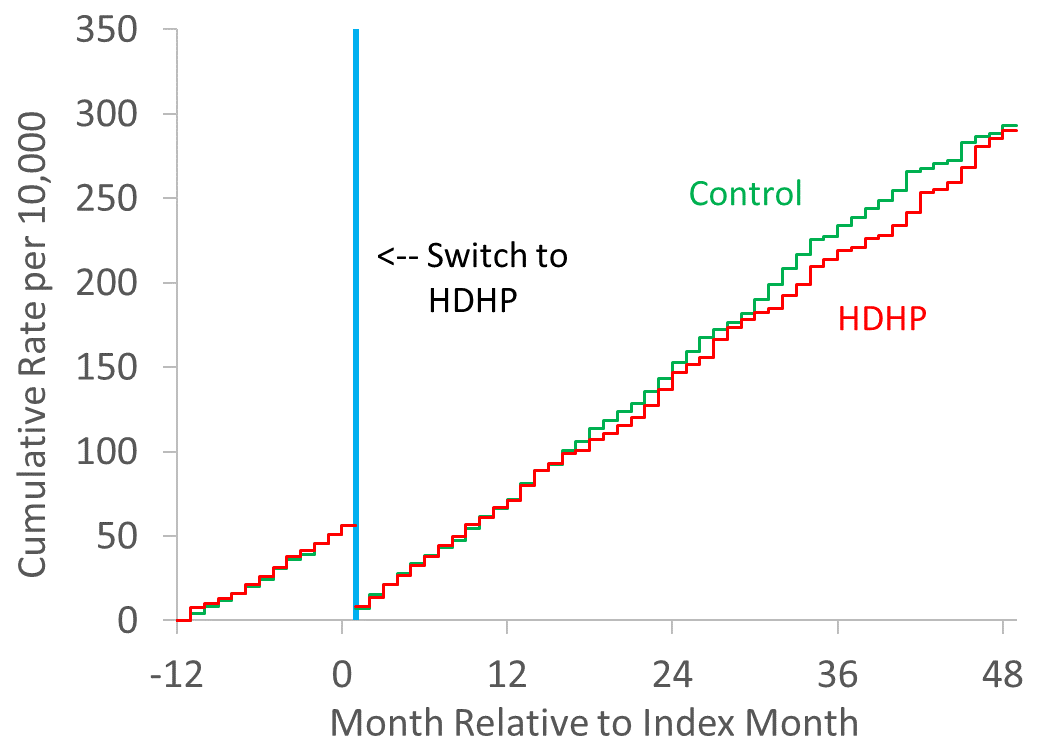 Cumulative Rate per 10,000
350
300
250
200
150
100
50
0
Control
<-- Switch to
HDHP
HDHP
-12 0 12 24 36 48
Month Relative to Index Month